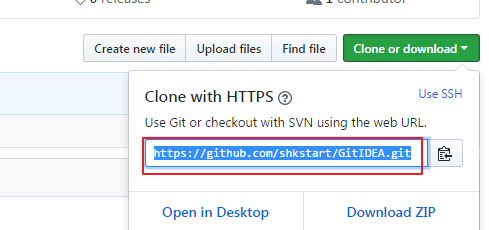 0 releases
1 contributor
Create new file
Upload files
Find file
Clone or download
Clone with HTTPS
Use SSH
Use Git or checkout with SVN using the web URL.
https://github.com/shkstart/GitIDEA.git
Open in Desktop
Download ZIP